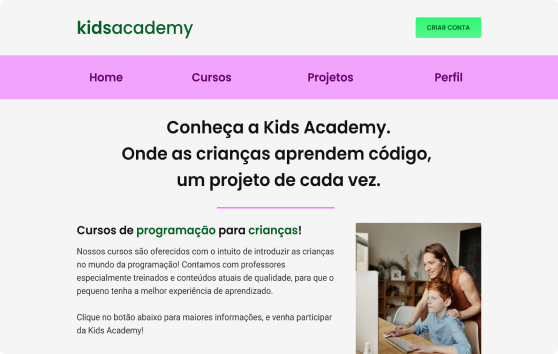 kidsacademy
CRIAR CONTA
Home Cursos Projetos Perfil
Conheça a Kids Academy.
Onde as crianças aprendem código,
um projeto de cada vez.
Cursos de programação para crianças!
Nossos cursos são oferecidos com o intuito de introduzir as crianças
no mundo da programação! Contamos com professores
especialmente treinados e conteúdos atuais de qualidade, para que o
pequeno tenha a melhor experiência de aprendizado.
Clique no botão abaixo para maiores informações, e venha participar
da Kids Academy!